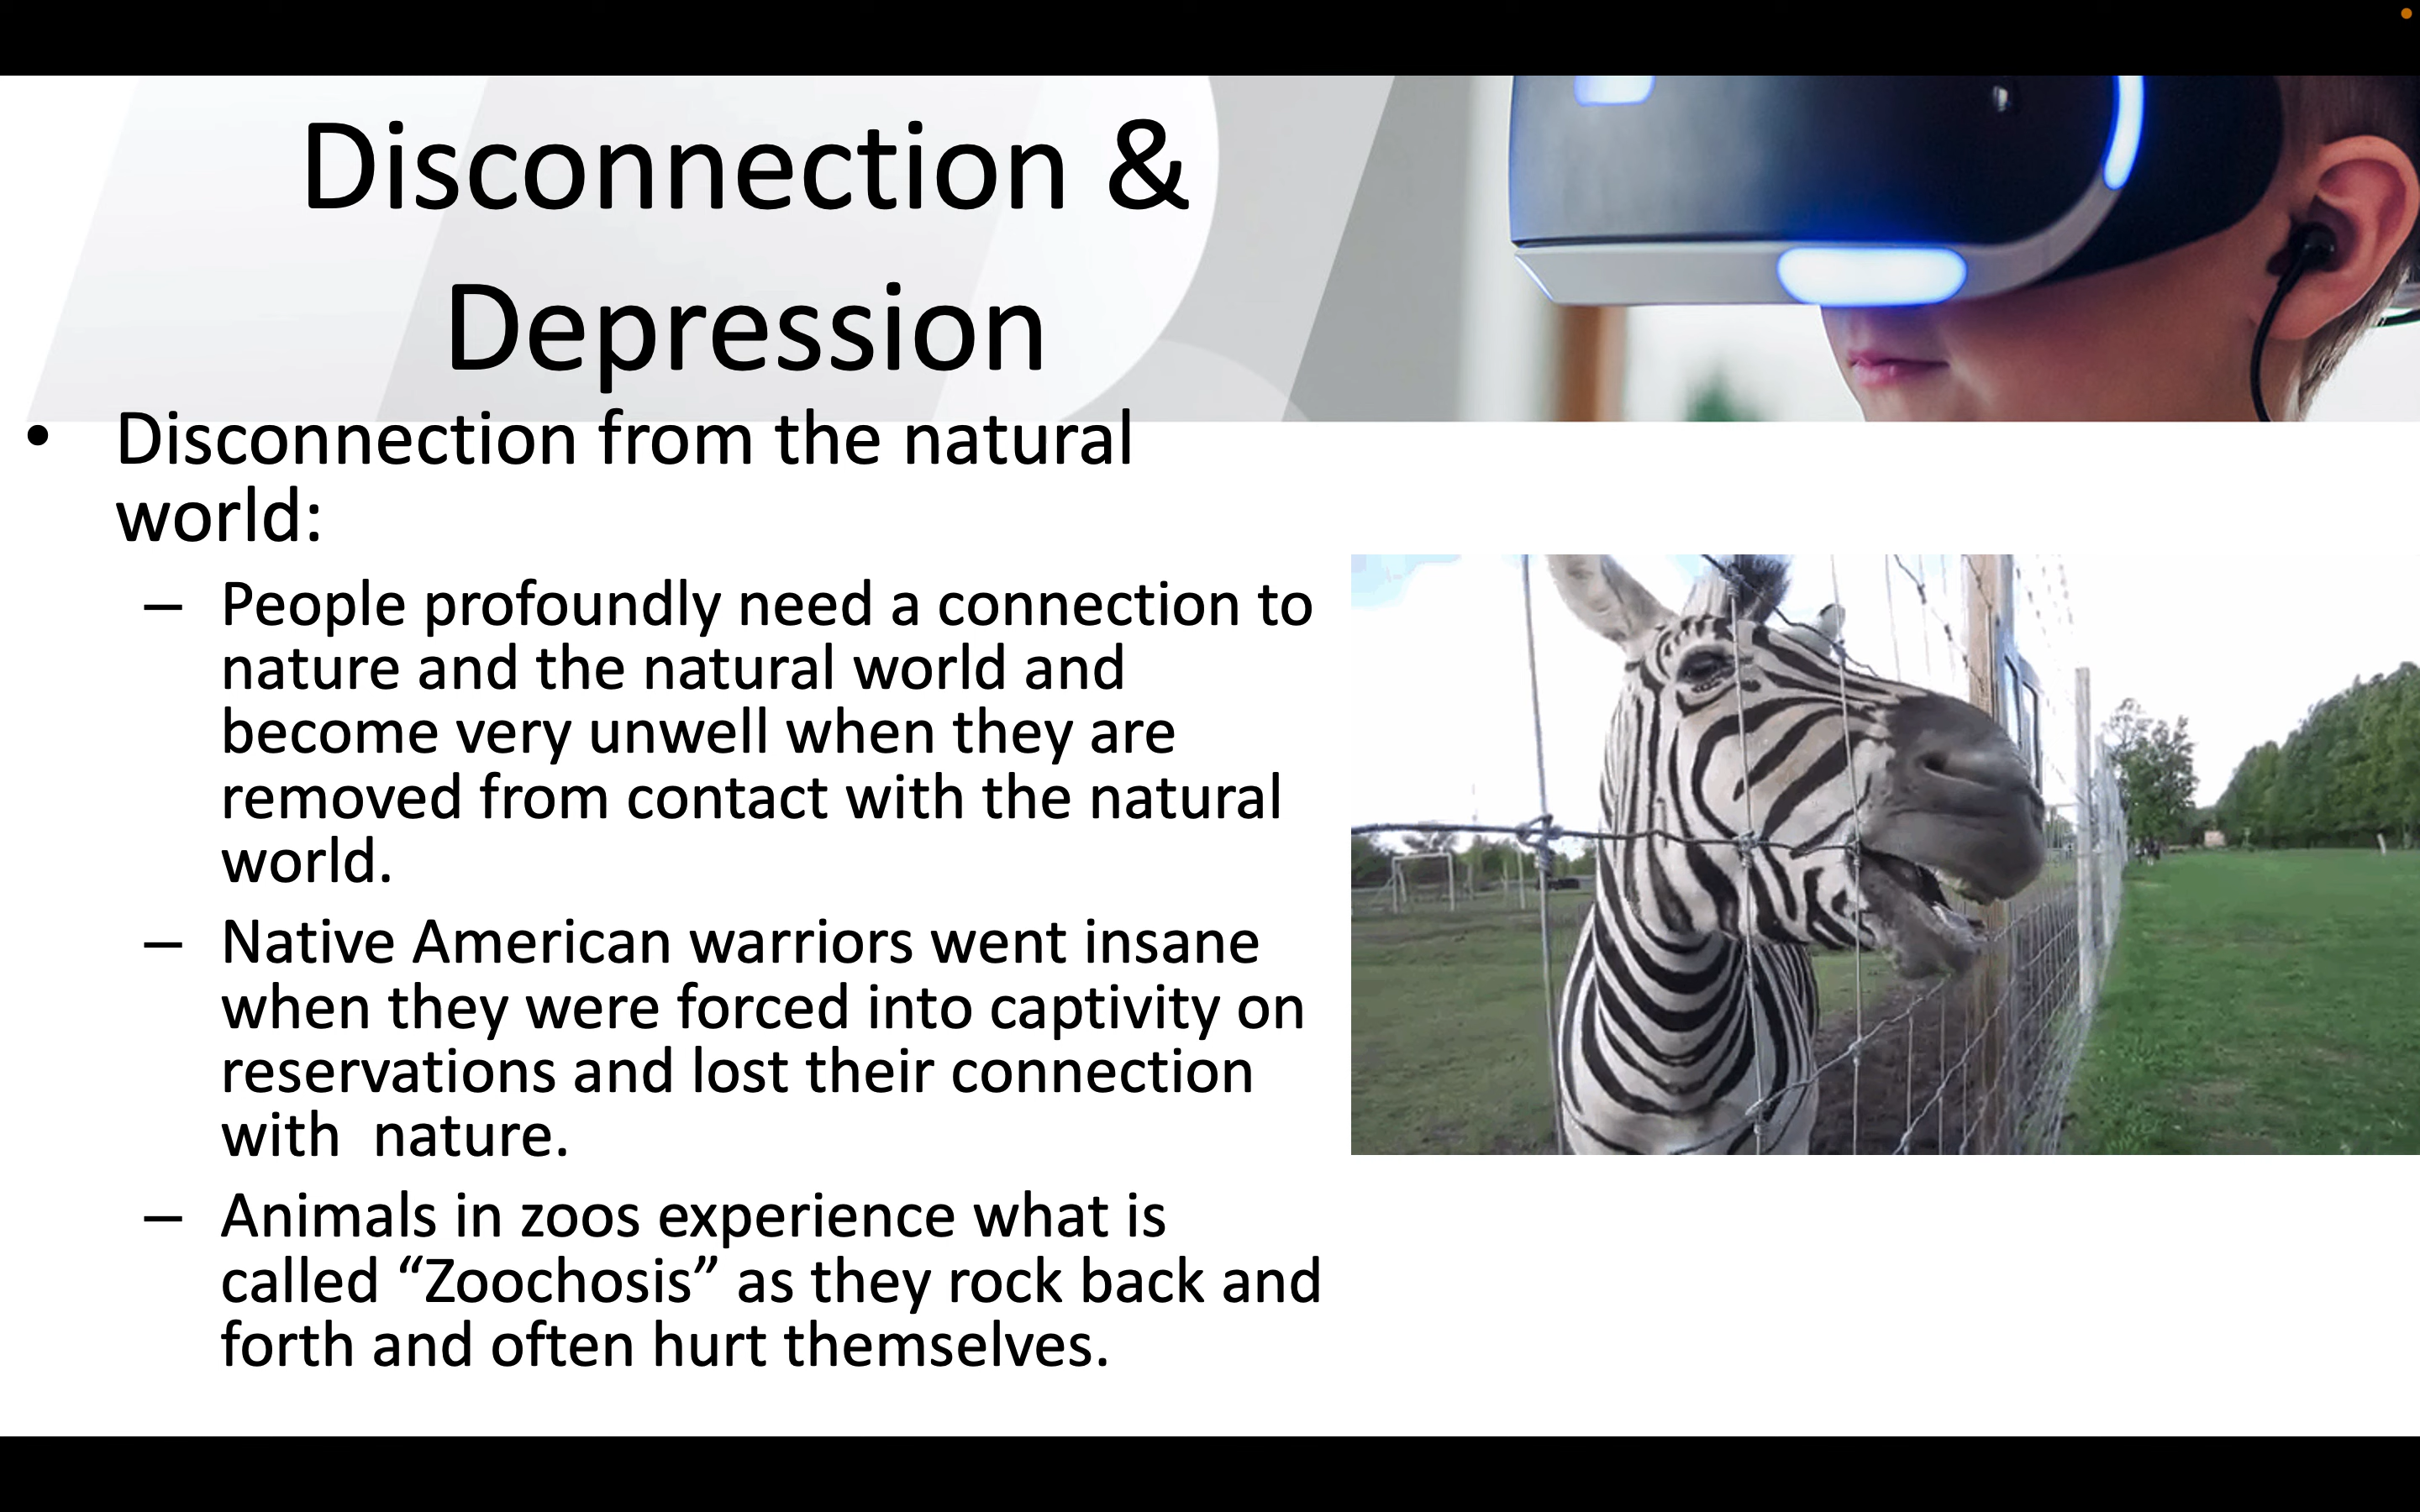 Disconnection &
Depression
• Disconnection from the natural
world:
– People profoundly need a connection to
nature and the natural world and
become very unwell when they are
removed from contact with the natural
world.
– Native American warriors went insane
when they were forced into captivity on
reservations and lost their connection
with  nature.
– Animals in zoos experience what is
called “Zoochosis” as they rock back and
forth and often hurt themselves.